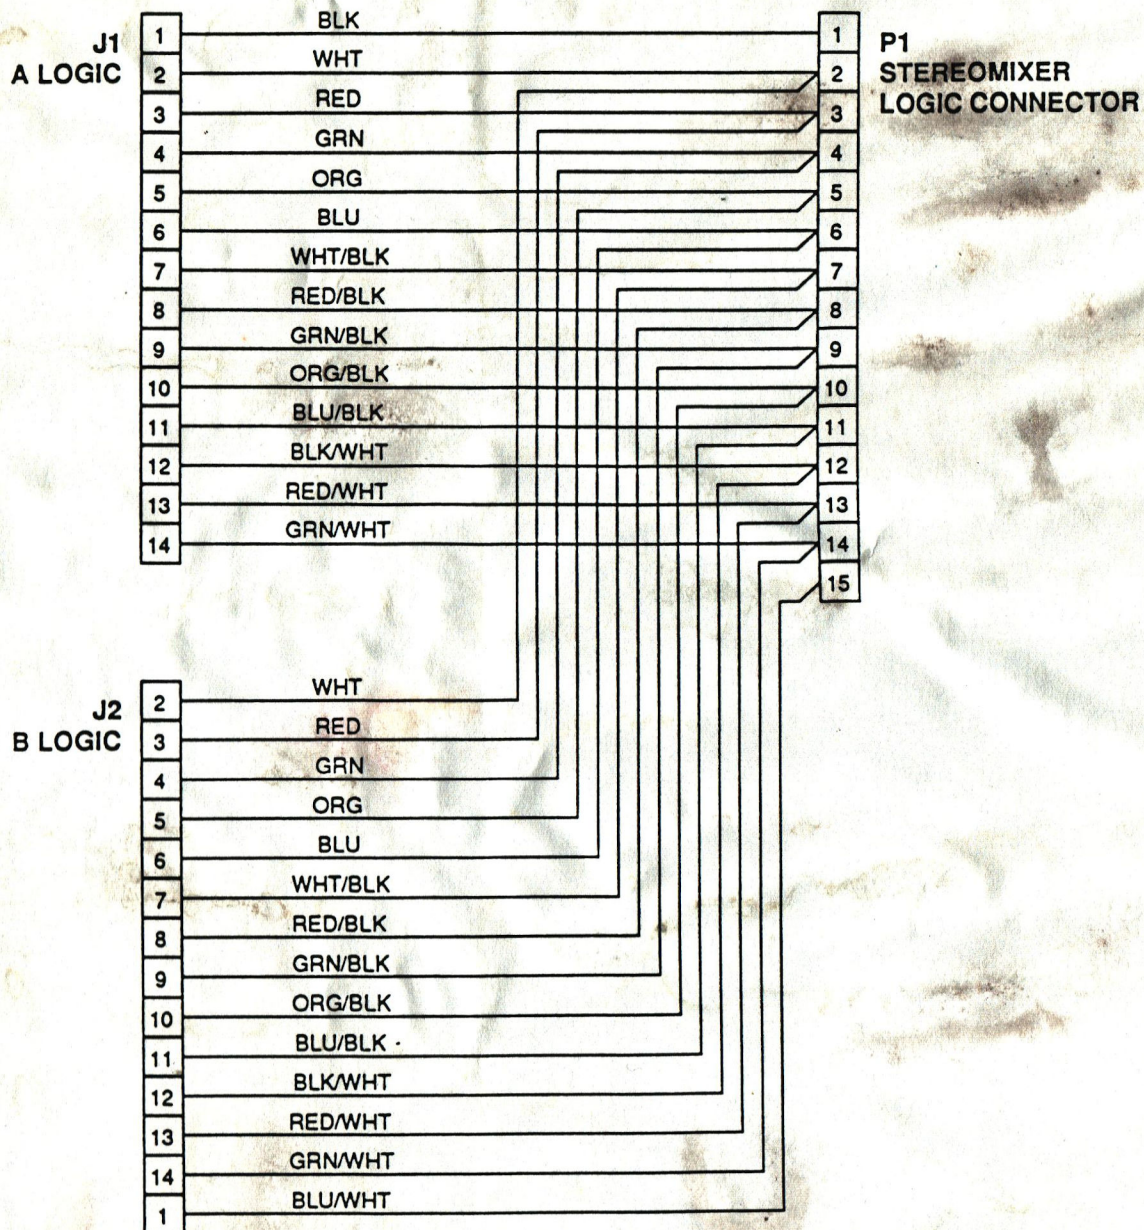 J1
A LOGIC
1 BLK 1
2 WHT 2
3 RED 3
4 GRN 4
5 ORG 5
6 BLU 6
7 WHT/BLK 7
8 RED/BLK 8
9 GRN/BLK 9
10 ORG/BLK 10
11 BLU/BLK 11
12 BLK/WHT 12
13 RED/WHT 13
14 GRN/WHT 14
15
P1
STEREOMIXER
LOGIC CONNECTOR
J2
B LOGIC
2 WHT
3 RED
4 GRN
5 ORG
6 BLU
7 WHT/BLK
8 RED/BLK
9 GRN/BLK
10 ORG/BLK
11 BLU/BLK
12 BLK/WHT
13 RED/WHT
14 GRN/WHT
1 BLU/WHT